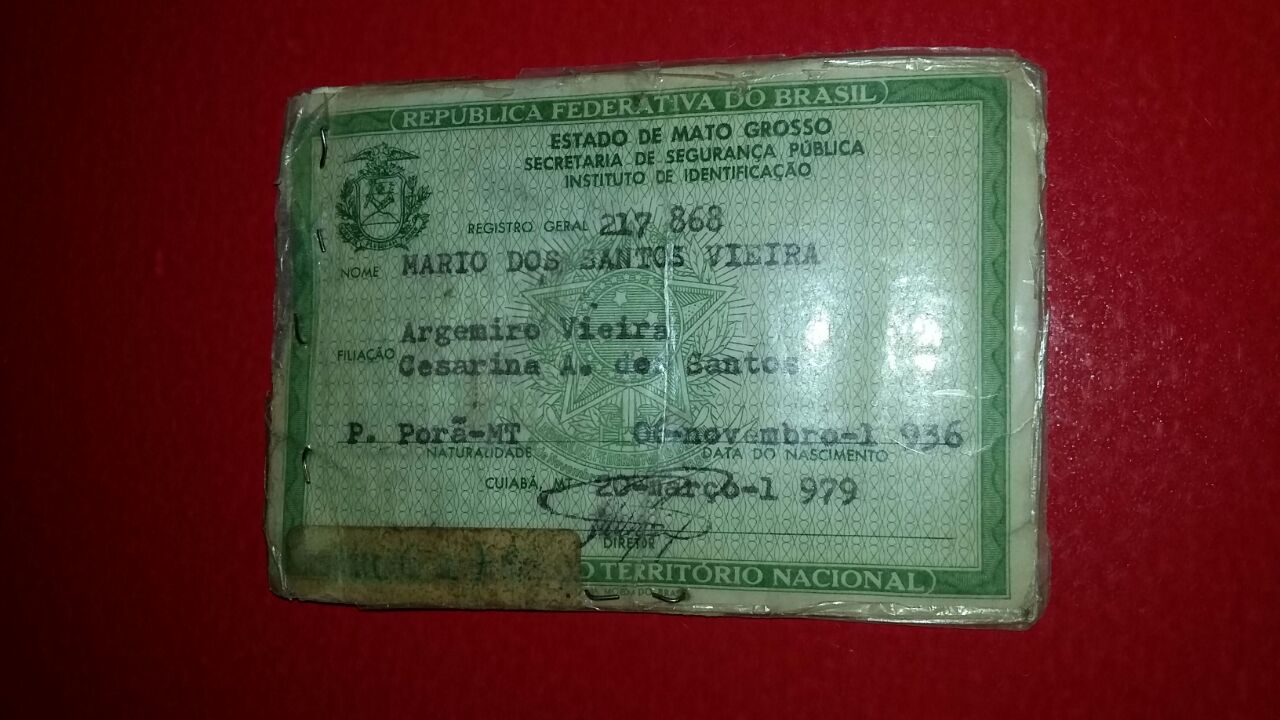 REPÚBLICA FEDERATIVA DO BRASIL
ESTADO DE MATO GROSSO
SECRETARIA DE SEGURANÇA PÚBLICA
INSTITUTO DE IDENTIFICAÇÃO
REGISTRO GERAL 217 868
NOME MARIO DOS SANTOS VIEIRA
Argemiro Vieira
FILIAÇÃO
Cesarina A. dos Santos
P. Porã-MT 06-novembro-1 936
NATURALIDADE DATA DO NASCIMENTO
CUIABÁ, MT 20-março-1 979
DIRETOR
O TERRITÓRIO NACIONAL